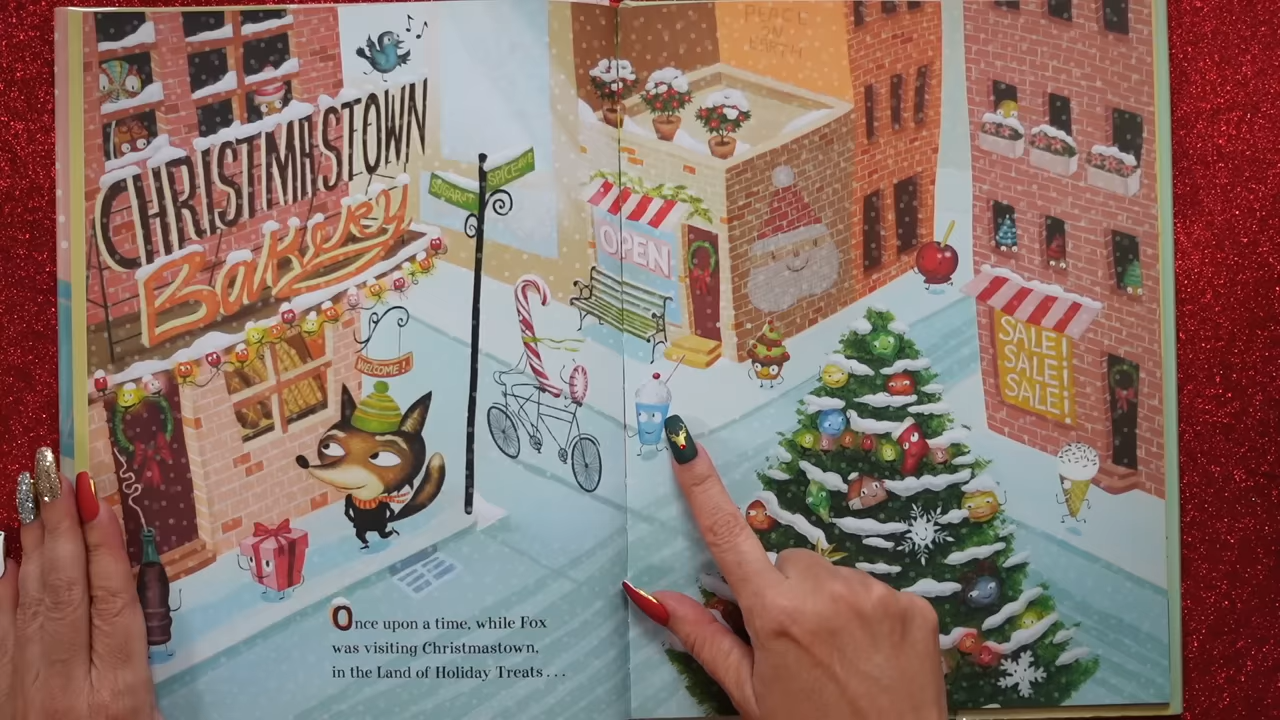 PEACE
ON
EARTH
CHRISTMASTOWN
Bakery
SUGAR ST
SPICE AVE
OPEN
WELCOME!
SALE!
SALE!
SALE!
Once upon a time, while Fox
was visiting Christmastown,
in the Land of Holiday Treats . . .